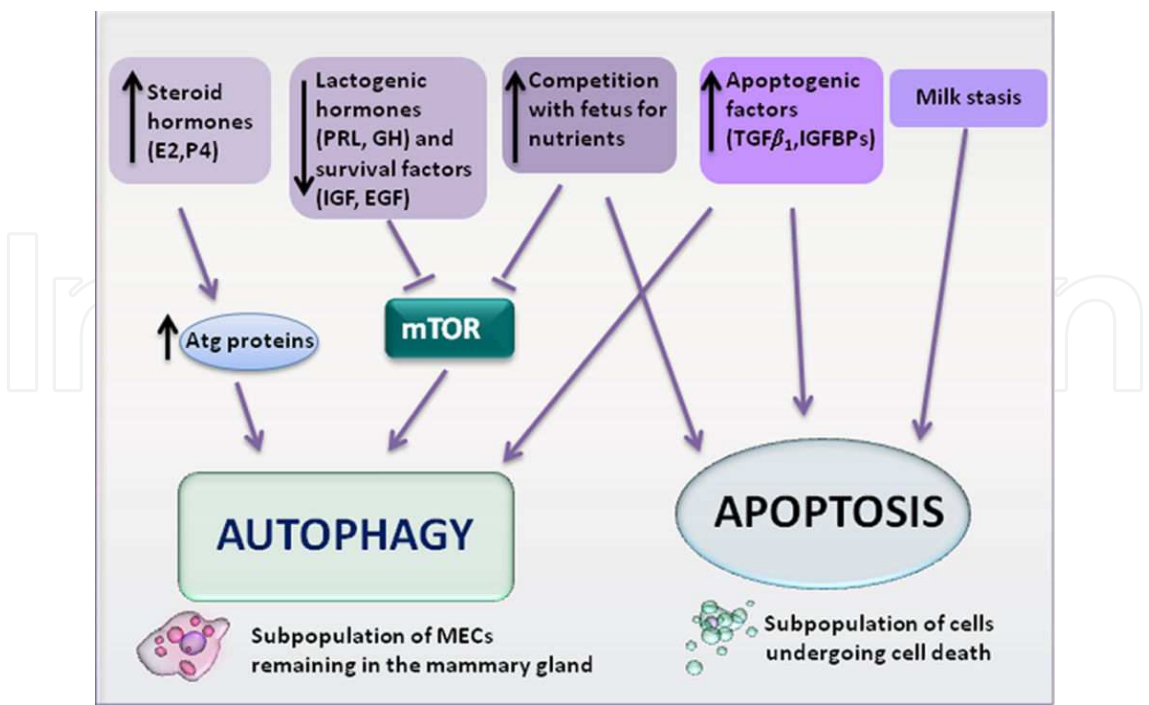 Steroid
hormones
(E2,P4)
Lactogenic
hormones
(PRL, GH) and
survival factors
(IGF, EGF)
Competition
with fetus for
nutrients
Apoptogenic
factors
(TGFβ₁,IGFBPs)
Milk stasis
Atg proteins
mTOR
AUTOPHAGY
APOPTOSIS
Subpopulation of MECs
remaining in the mammary gland
Subpopulation of cells
undergoing cell death